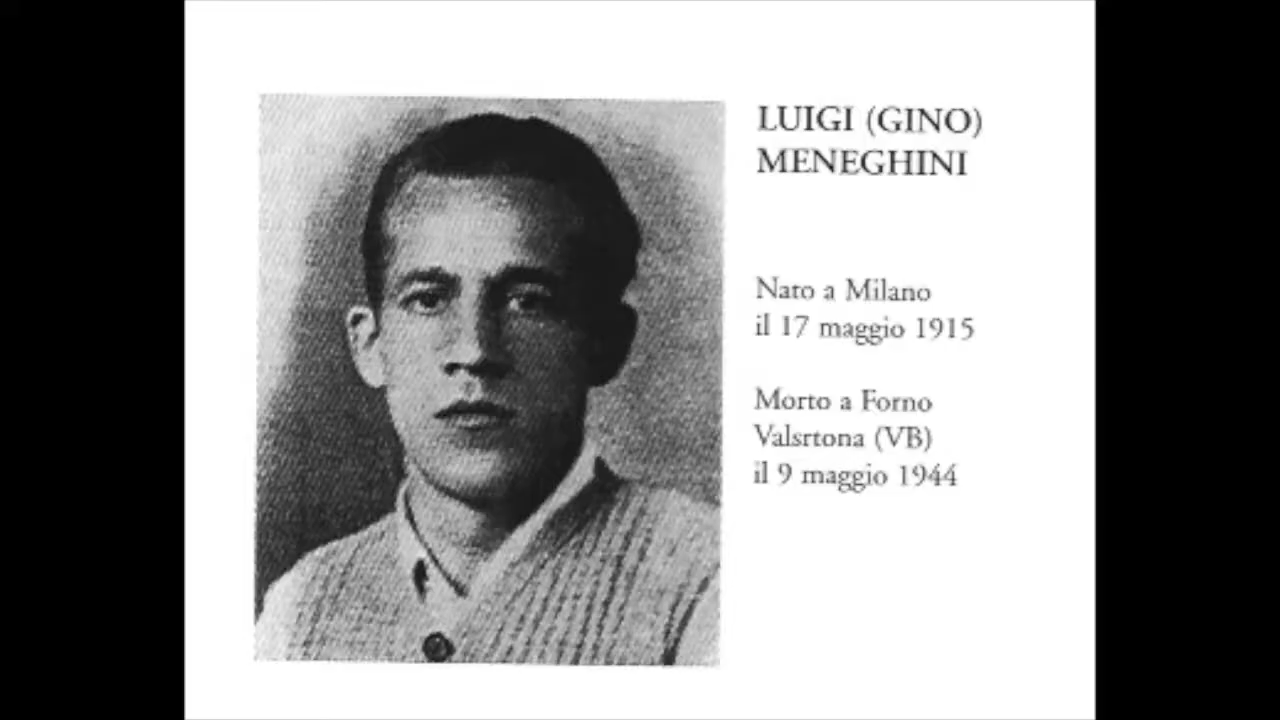 LUIGI (GINO)
MENEGHINI
Nato a Milano
il 17 maggio 1915
Morto a Forno
Valsrtona (VB)
il 9 maggio 1944